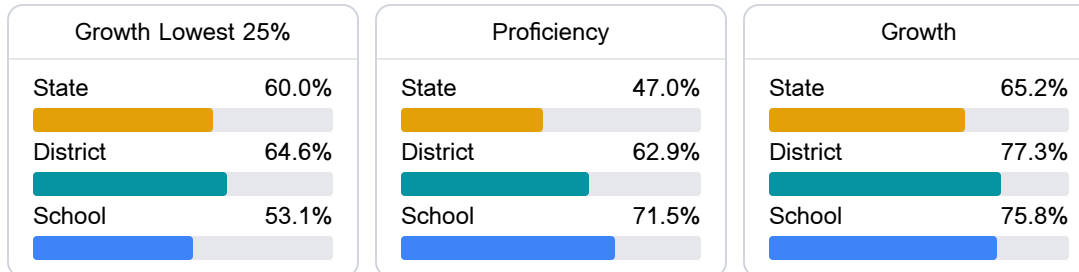 Growth Lowest 25%
State 60.0%
District 64.6%
School 53.1%
Proficiency
State 47.0%
District 62.9%
School 71.5%
Growth
State 65.2%
District 77.3%
School 75.8%